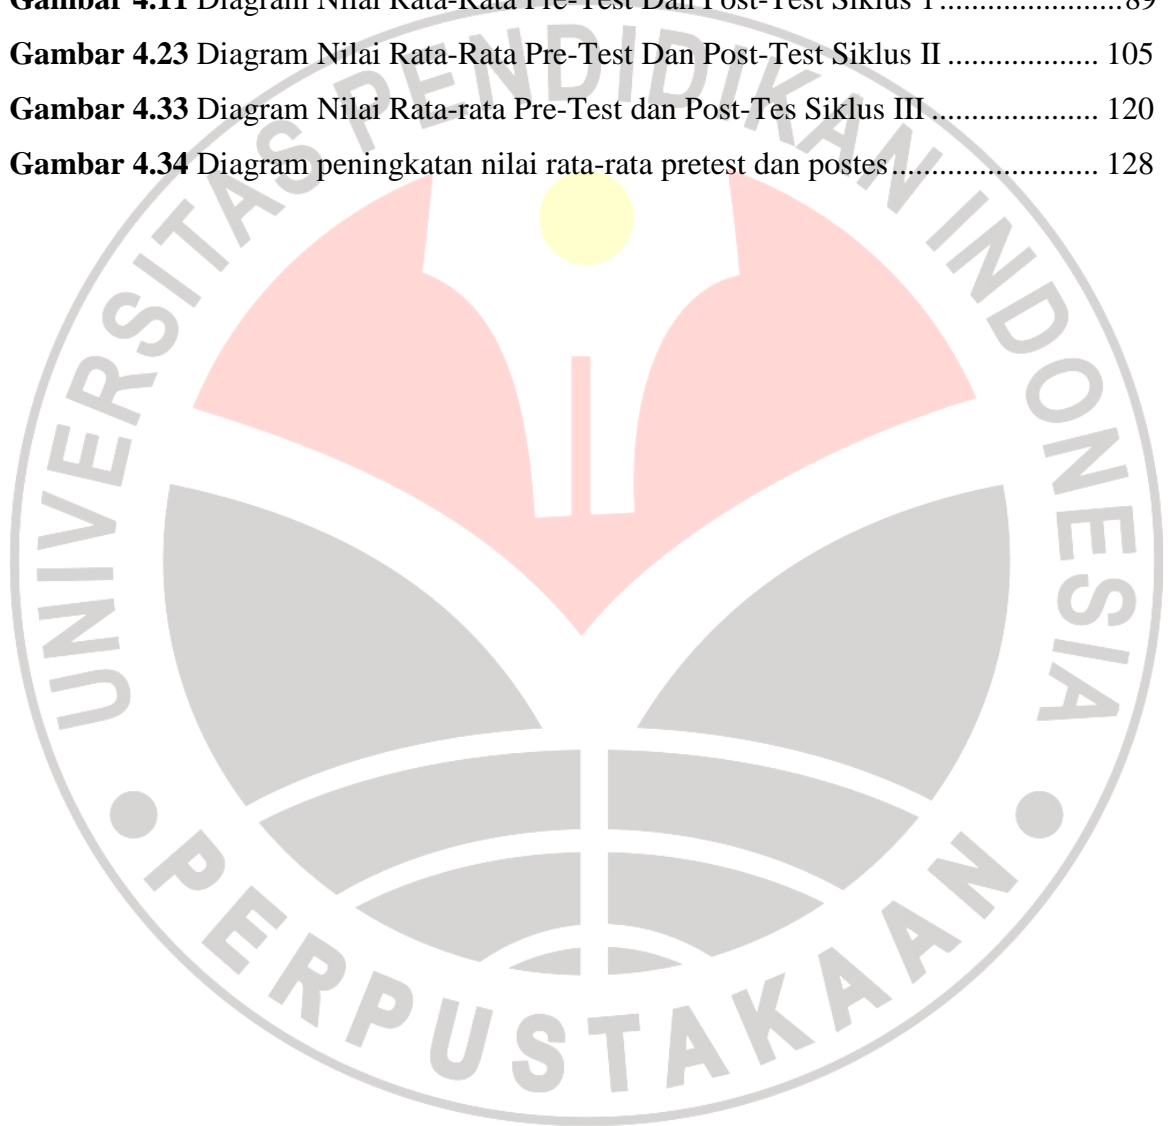 Gambar 4.11 Diagram Nilai Rata-Rata Pre-Test Dan Post-Test Siklus I.......................89
Gambar 4.23 Diagram Nilai Rata-Rata Pre-Test Dan Post-Test Siklus II ................... 105
Gambar 4.33 Diagram Nilai Rata-rata Pre-Test dan Post-Tes Siklus III ..................... 120
Gambar 4.34 Diagram peningkatan nilai rata-rata pretest dan postes.......................... 128
UNIVERSITAS PENDIDIKAN INDONESIA
PERPUSTAKAAN